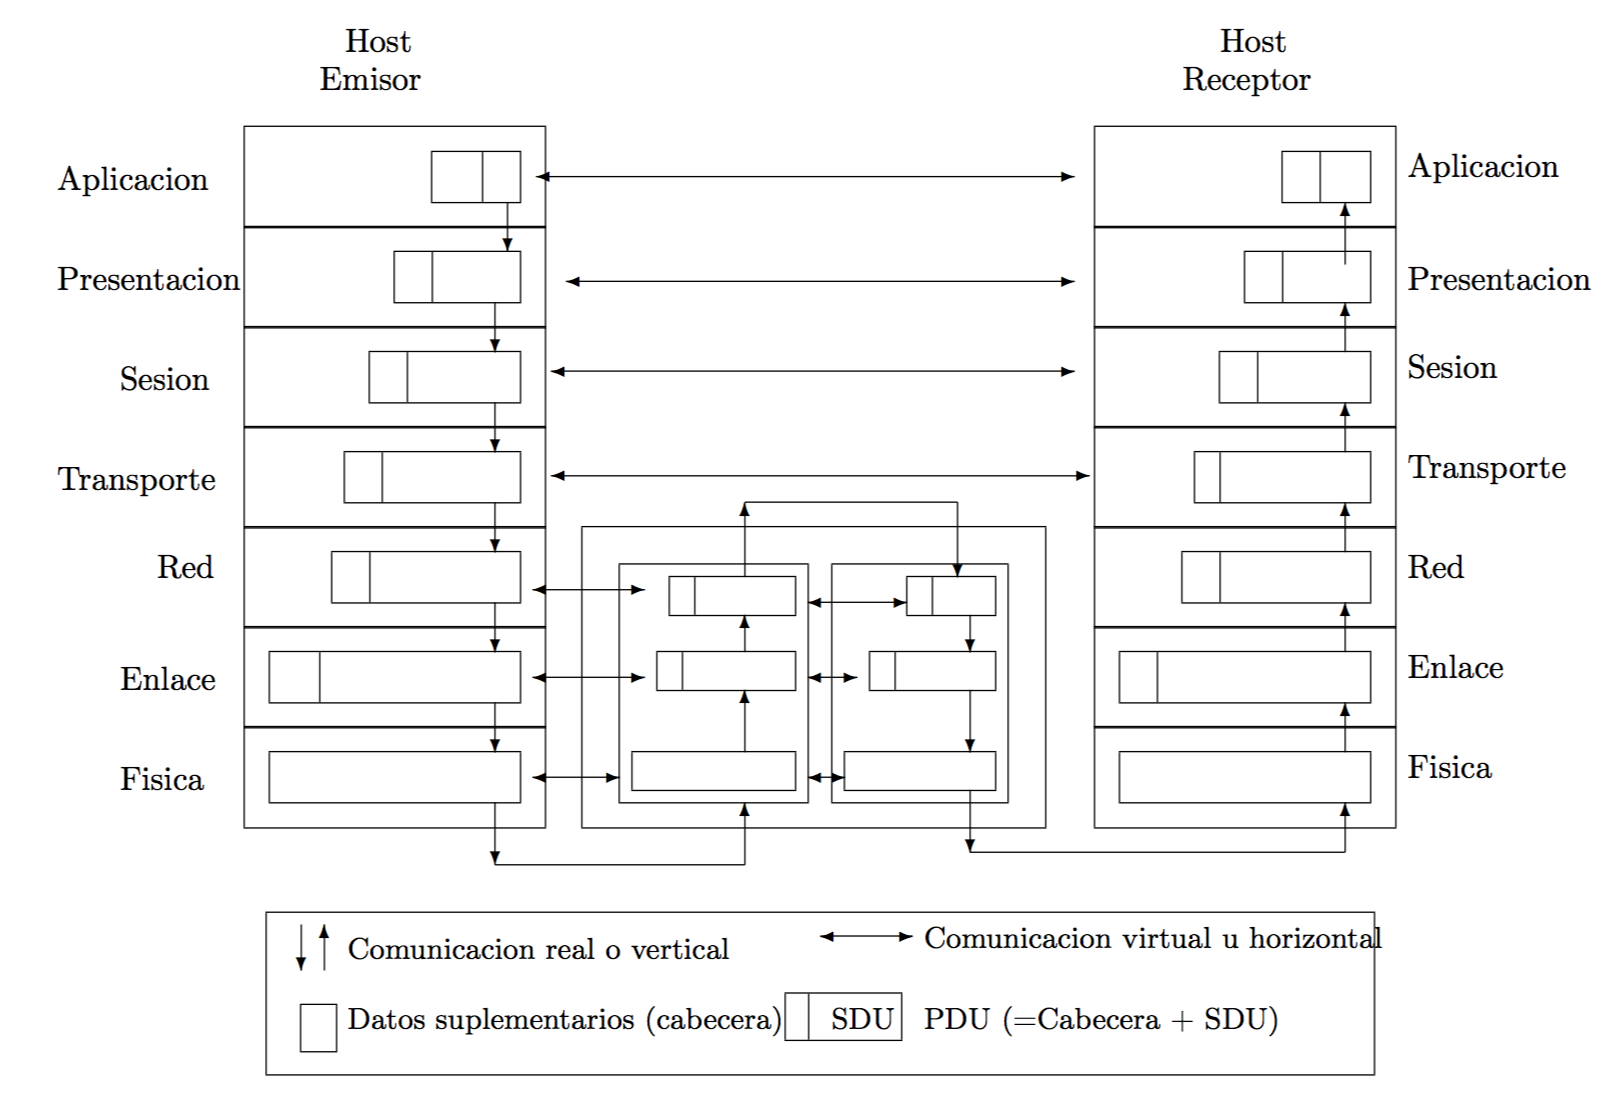 Host
Emisor
Host
Receptor
Aplicacion
Aplicacion
Presentacion
Presentacion
Sesion
Sesion
Transporte
Transporte
Red
Red
Enlace
Enlace
Fisica
Fisica
Comunicacion real o vertical
Comunicacion virtual u horizontal
Datos suplementarios (cabecera)
SDU
PDU (=Cabecera + SDU)